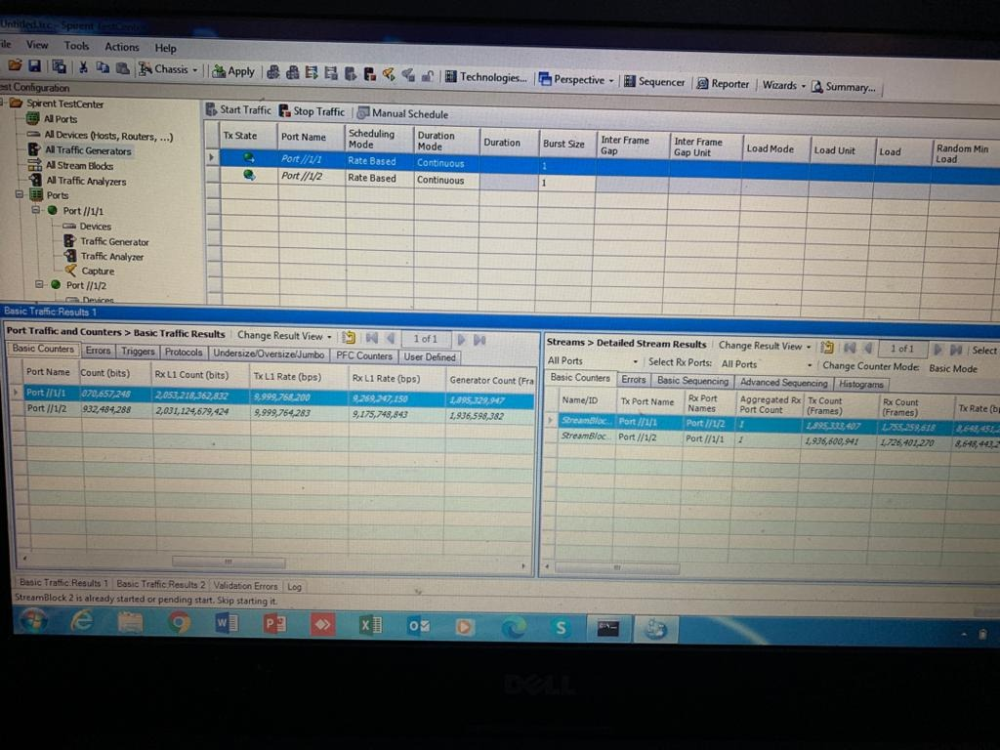 Untitled.tcc - Spirent TestCenter
ile View Tools Actions Help
Chassis Apply Technologies... Perspective Sequencer Reporter Wizards Summary...
est Configuration
Spirent TestCenter
All Ports
All Devices (Hosts, Routers, ...)
All Traffic Generators
All Stream Blocks
All Traffic Analyzers
Ports
Port //1/1
Devices
Traffic Generator
Traffic Analyzer
Capture
Port //1/2
Devices
Start Traffic Stop Traffic Manual Schedule
Tx State Port Name Scheduling Mode Duration Mode Duration Burst Size Inter Frame Gap Inter Frame Gap Unit Load Mode Load Unit Load Random Min Load
Port //1/1 Rate Based Continuous 1
Port //1/2 Rate Based Continuous 1
Basic Traffic Results 1
Port Traffic and Counters > Basic Traffic Results Change Result View 1 of 1
Basic Counters Errors Triggers Protocols Undersize/Oversize/Jumbo PFC Counters User Defined
Port Name Count (bits) Rx L1 Count (bits) Tx L1 Rate (bps) Rx L1 Rate (bps) Generator Count (Fra
Port //1/1 070,657,248 2,053,218,362,832 9,999,768,200 9,269,247,150 1,895,329,947
Port //1/2 932,484,288 2,031,124,679,424 9,999,764,283 9,175,748,843 1,936,598,382
Streams > Detailed Stream Results Change Result View 1 of 1 Select
All Ports Select Rx Ports: All Ports Change Counter Mode: Basic Mode
Basic Counters Errors Basic Sequencing Advanced Sequencing Histograms
Name/ID Tx Port Name Rx Port Names Aggregated Rx Port Count Tx Count (Frames) Rx Count (Frames) Tx Rate (b
StreamBloc... Port //1/1 Port //1/2 1 1,895,333,407 1,755,259,618 8,648,451,2
StreamBloc... Port //1/2 Port //1/1 1 1,936,600,941 1,726,401,270 8,648,443,2
Basic Traffic Results 1 Basic Traffic Results 2 Validation Errors Log
StreamBlock 2 is already started or pending start. Skip starting it.
DELL